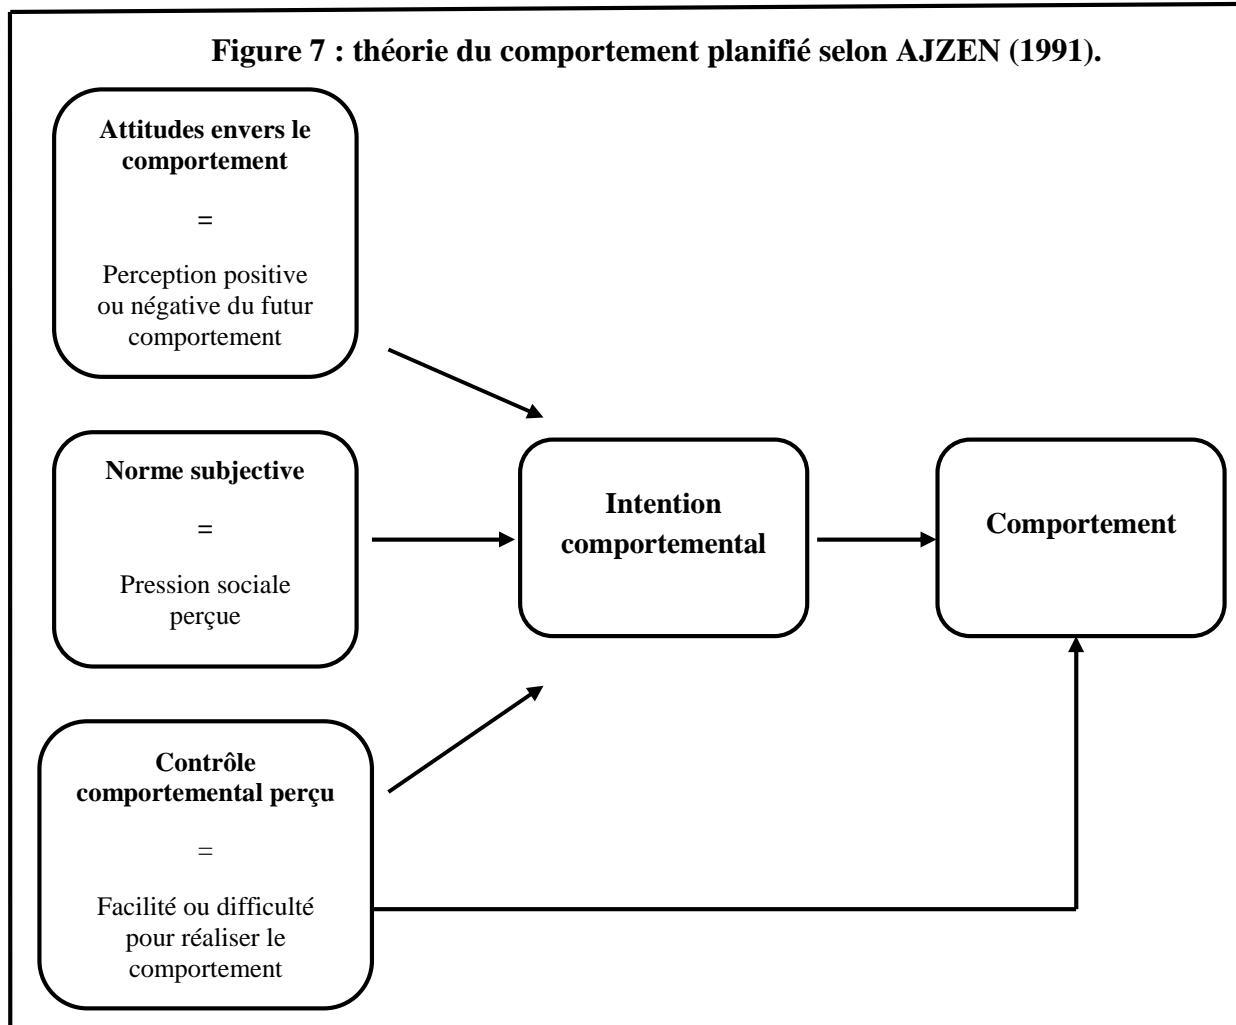 Figure 7 : théorie du comportement planifié selon AJZEN (1991).
Attitudes envers le
comportement
=
Perception positive
ou négative du futur
comportement
Norme subjective
=
Pression sociale
perçue
Contrôle
comportemental perçu
=
Facilité ou difficulté
pour réaliser le
comportement
Intention
comportemental
Comportement